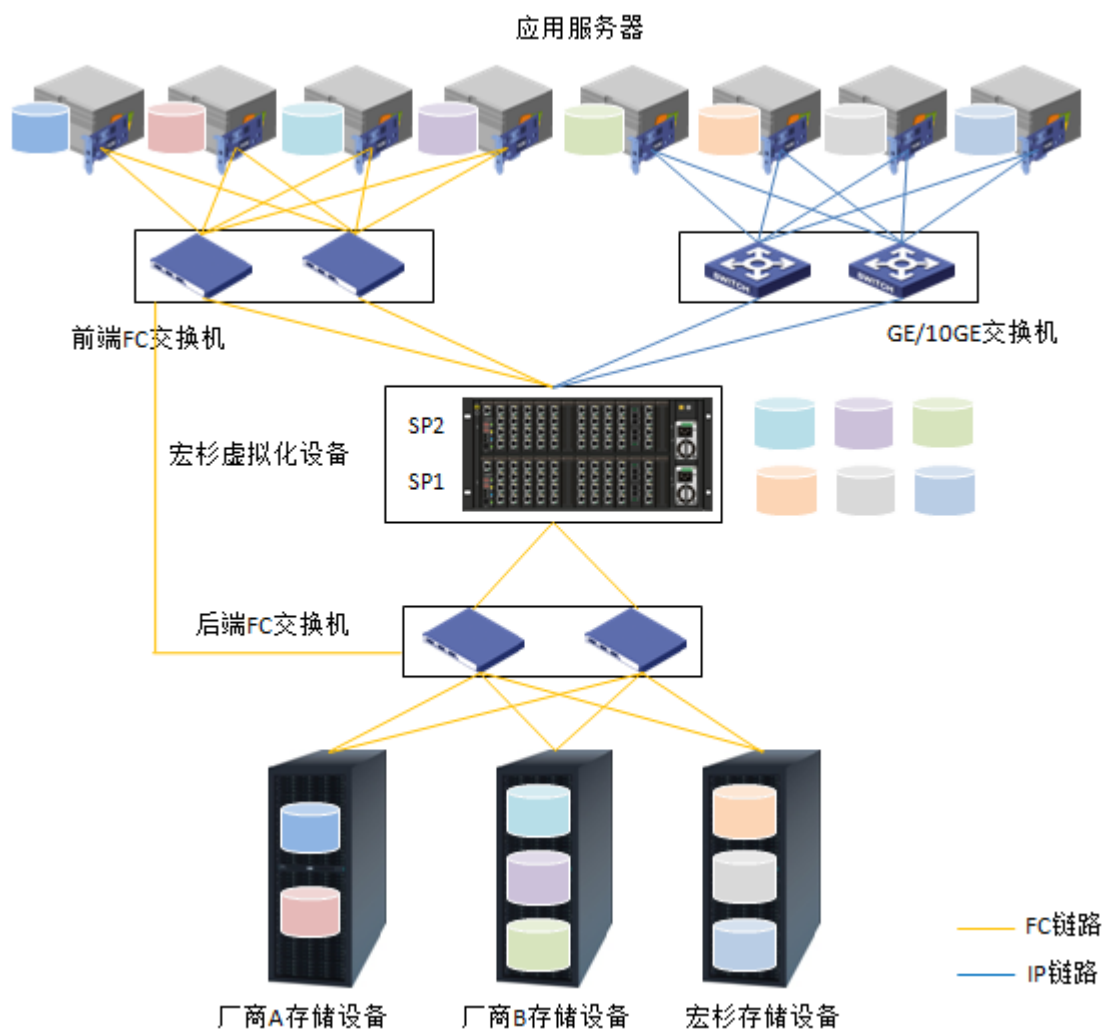 应用服务器
SWITCH
SWITCH
前端FC交换机
GE/10GE交换机
SP2
宏杉虚拟化设备
SP1
后端FC交换机
FC链路
IP链路
厂商A存储设备
厂商B存储设备
宏杉存储设备